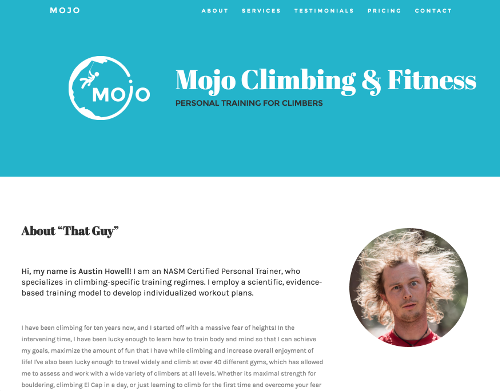 MOJO
ABOUT SERVICES TESTIMONIALS PRICING CONTACT
MOJO
Mojo Climbing & Fitness
PERSONAL TRAINING FOR CLIMBERS
About “That Guy”
Hi, my name is Austin Howell! I am an NASM Certified Personal Trainer, who
specializes in climbing-specific training regimes. I employ a scientific, evidence-
based training model to develop individualized workout plans.
I have been climbing for ten years now, and I started off with a massive fear of heights! In the
intervening time, I have been lucky enough to learn how to train body and mind so that I can achieve
my goals, maximize the amount of fun that I have while climbing and increase overall enjoyment of
life! I've also been lucky enough to travel widely and climb at over 40 different gyms, which has allowed
me to assess and work with a wide variety of climbers at all levels. Whether its maximal strength for
bouldering, climbing El Cap in a day, or just learning to climb for the first time and overcome your fear